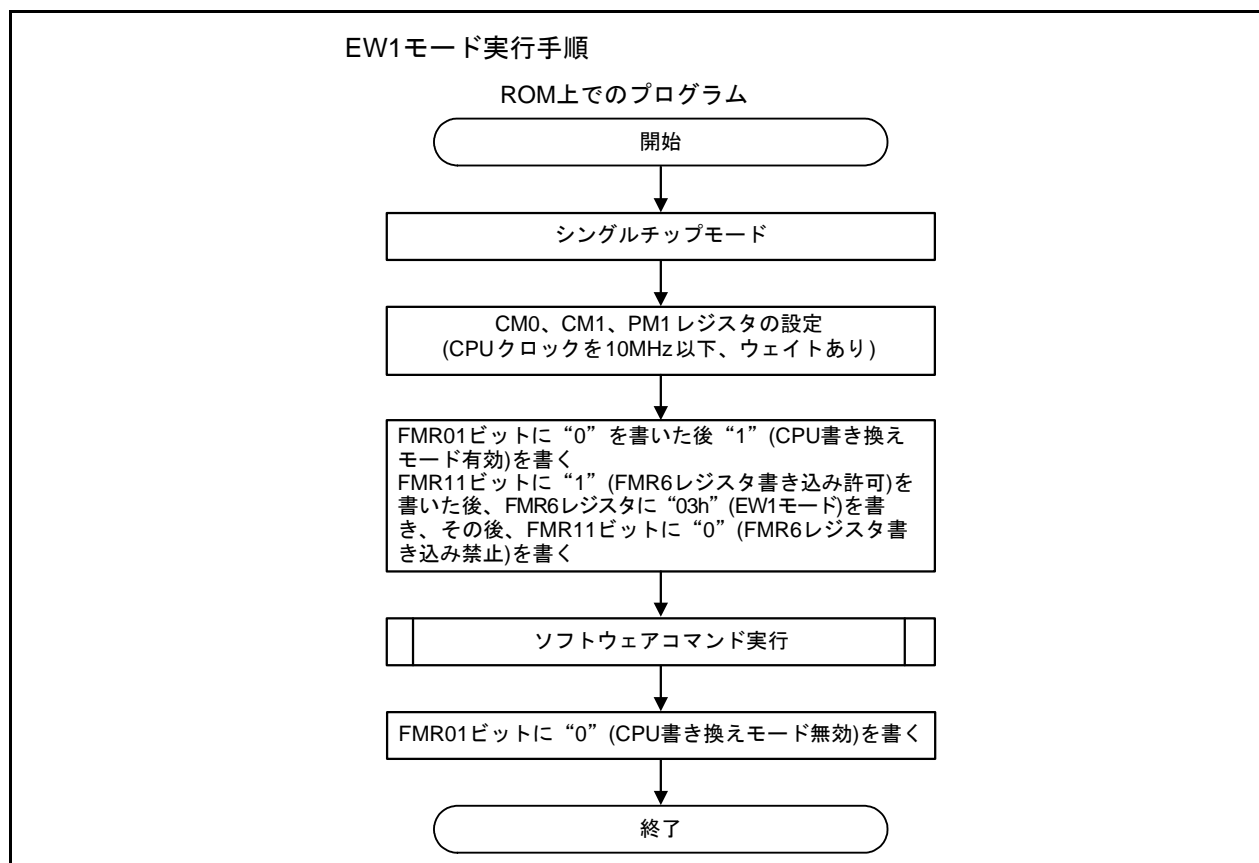 EW1モード実行手順
ROM上でのプログラム
開始
シングルチップモード
CM0、CM1、PM1レジスタの設定
(CPUクロックを10MHz以下、ウェイトあり)
FMR01ビットに“0”を書いた後“1”(CPU書き換え
モード有効)を書く
FMR11ビットに“1”(FMR6レジスタ書き込み許可)を
書いた後、FMR6レジスタに“03h”(EW1モード)を書
き、その後、FMR11ビットに“0”(FMR6レジスタ書
き込み禁止)を書く
ソフトウェアコマンド実行
FMR01ビットに“0”(CPU書き換えモード無効)を書く
終了